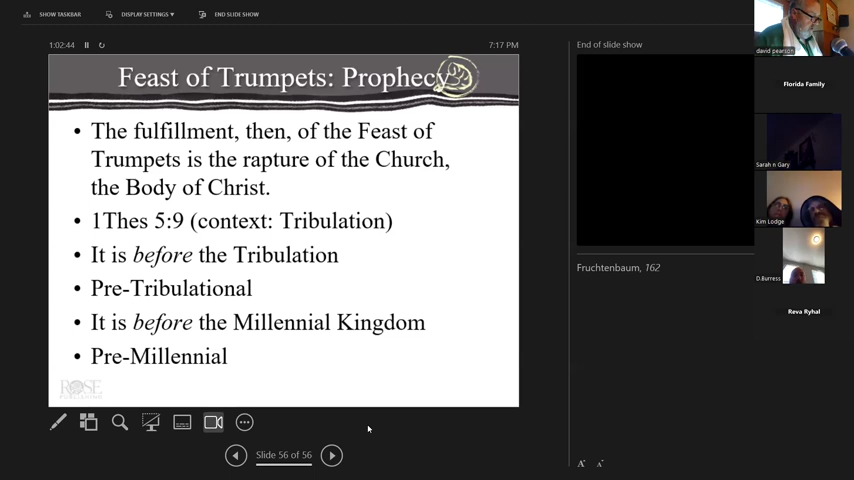 SHOW TASKBAR
DISPLAY SETTINGS ▼
END SLIDE SHOW
1:02:44
7:17 PM
Feast of Trumpets: Prophecy
• The fulfillment, then, of the Feast of
Trumpets is the rapture of the Church,
the Body of Christ.
• 1Thes 5:9 (context: Tribulation)
• It is before the Tribulation
• Pre-Tribulational
• It is before the Millennial Kingdom
• Pre-Millennial
ROSE
PUBLISHING
Slide 56 of 56
End of slide show
Fruchtenbaum, 162
A A
david pearson
Florida Family
Sarah n Gary
Kim Lodge
D.Burress
Reva Ryhal